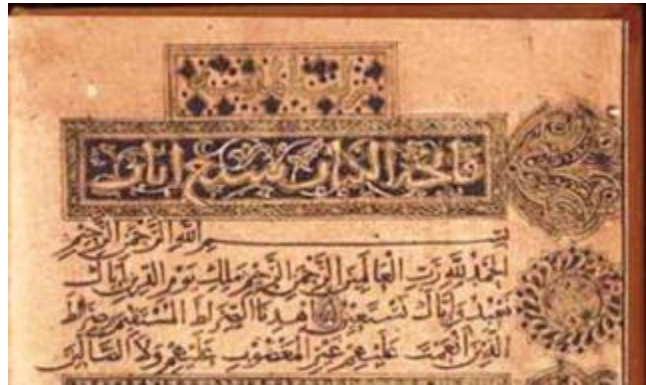 فاتحة الكتاب سبع ايات
بسم الله الرحمن الرحيم
الحمد لله رب العالمين الرحمن الرحيم ملك يوم الدين اياك
نعبد واياك نستعين اهدنا الصراط المستقيم صراط
الذين انعمت عليهم غير المغضوب عليهم ولا الضالين